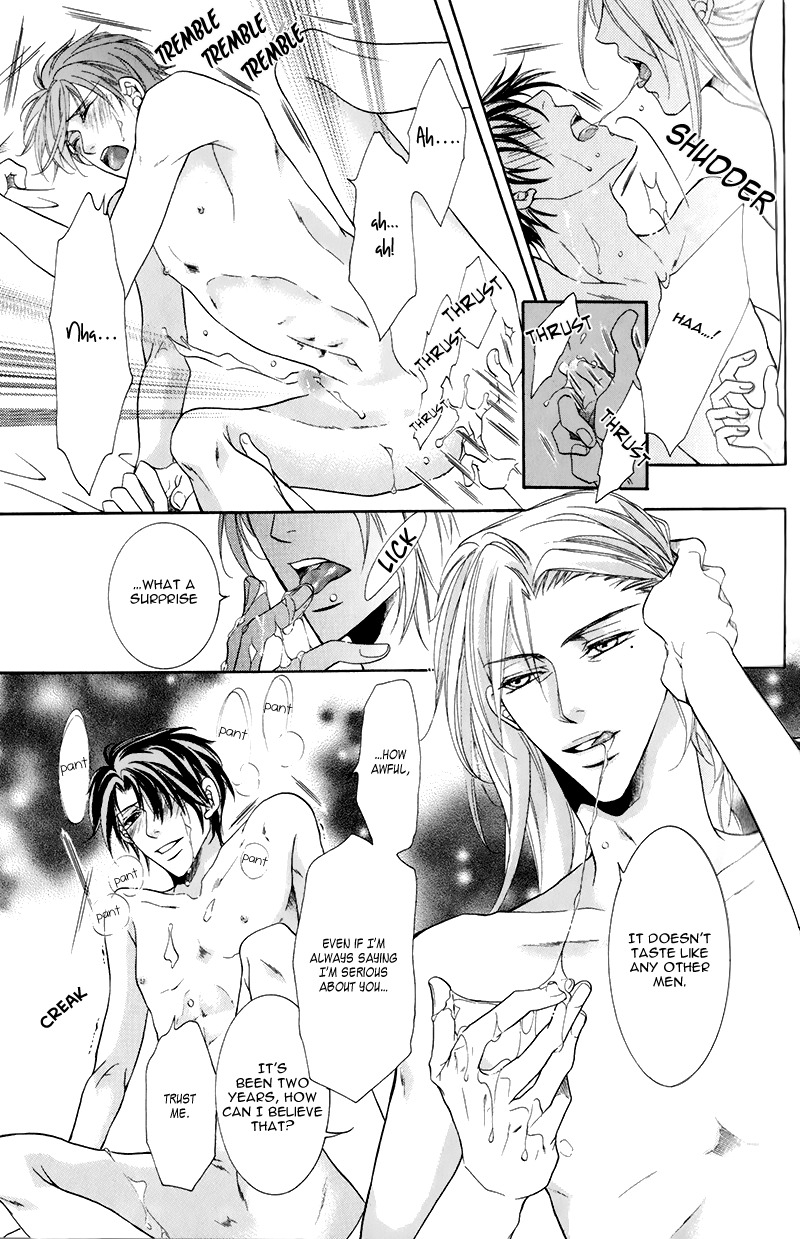 SHUDDER
HAA...!
THRUST
THRUST
TREMBLE
TREMBLE
TREMBLE
Ah....
ah...
ah!
Nha...
THRUST
THRUST
THRUST
LICK
...WHAT A
SURPRISE
IT DOESN'T
TASTE LIKE
ANY OTHER
MEN.
...HOW
AWFUL,
EVEN IF I'M
ALWAYS SAYING
I'M SERIOUS
ABOUT YOU...
pant
pant
pant
pant
pant
pant
CREAK
IT'S
BEEN TWO
YEARS, HOW
CAN I BELIEVE
THAT?
TRUST
ME.